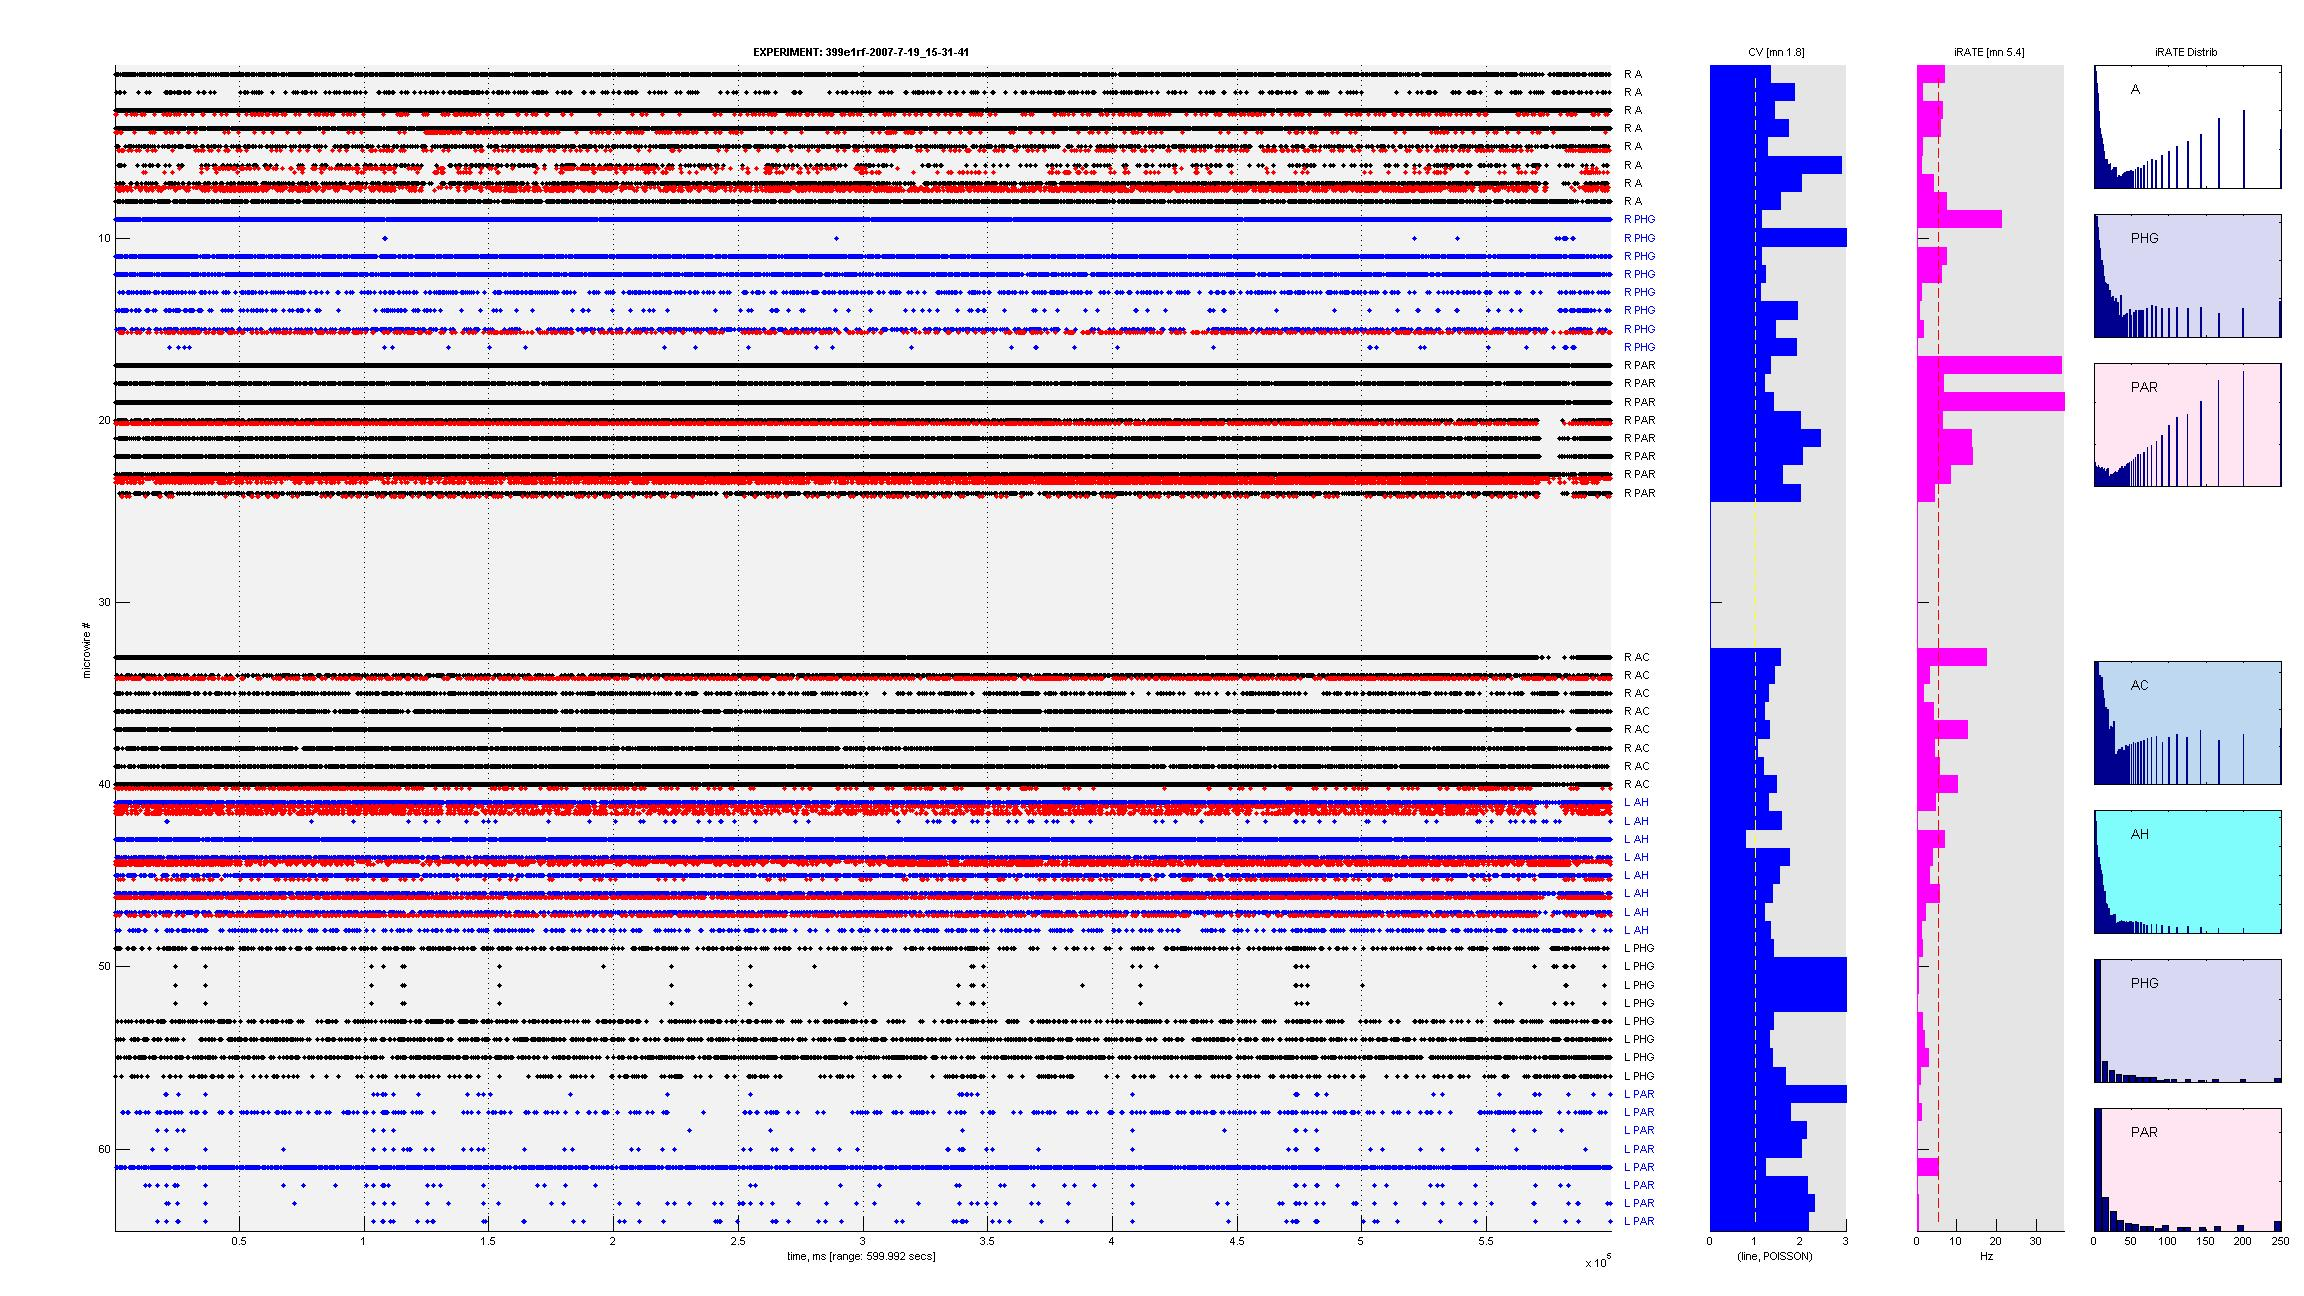 EXPERIMENT: 399e1rf-2007-7-19_15-31-41
CV [mn 1.8]
iRATE [mn 5.4]
iRATE Distrib
R A
R A
R A
R A
R A
R A
R A
R A
R PHG
R PHG
R PHG
R PHG
R PHG
R PHG
R PHG
R PHG
R PAR
R PAR
R PAR
R PAR
R PAR
R PAR
R PAR
R PAR
R AC
R AC
R AC
R AC
R AC
R AC
R AC
R AC
L AH
L AH
L AH
L AH
L AH
L AH
L AH
L AH
L PHG
L PHG
L PHG
L PHG
L PHG
L PHG
L PHG
L PHG
L PAR
L PAR
L PAR
L PAR
L PAR
L PAR
L PAR
L PAR
10
20
30
40
50
60
microwire #
0.5 1 1.5 2 2.5 3 3.5 4 4.5 5 5.5
x 10^5
time, ms [range: 599.992 secs]
0 1 2 3
(line, POISSON)
0 10 20 30
Hz
A
PHG
PAR
AC
AH
PHG
PAR
0 50 100 150 200 250